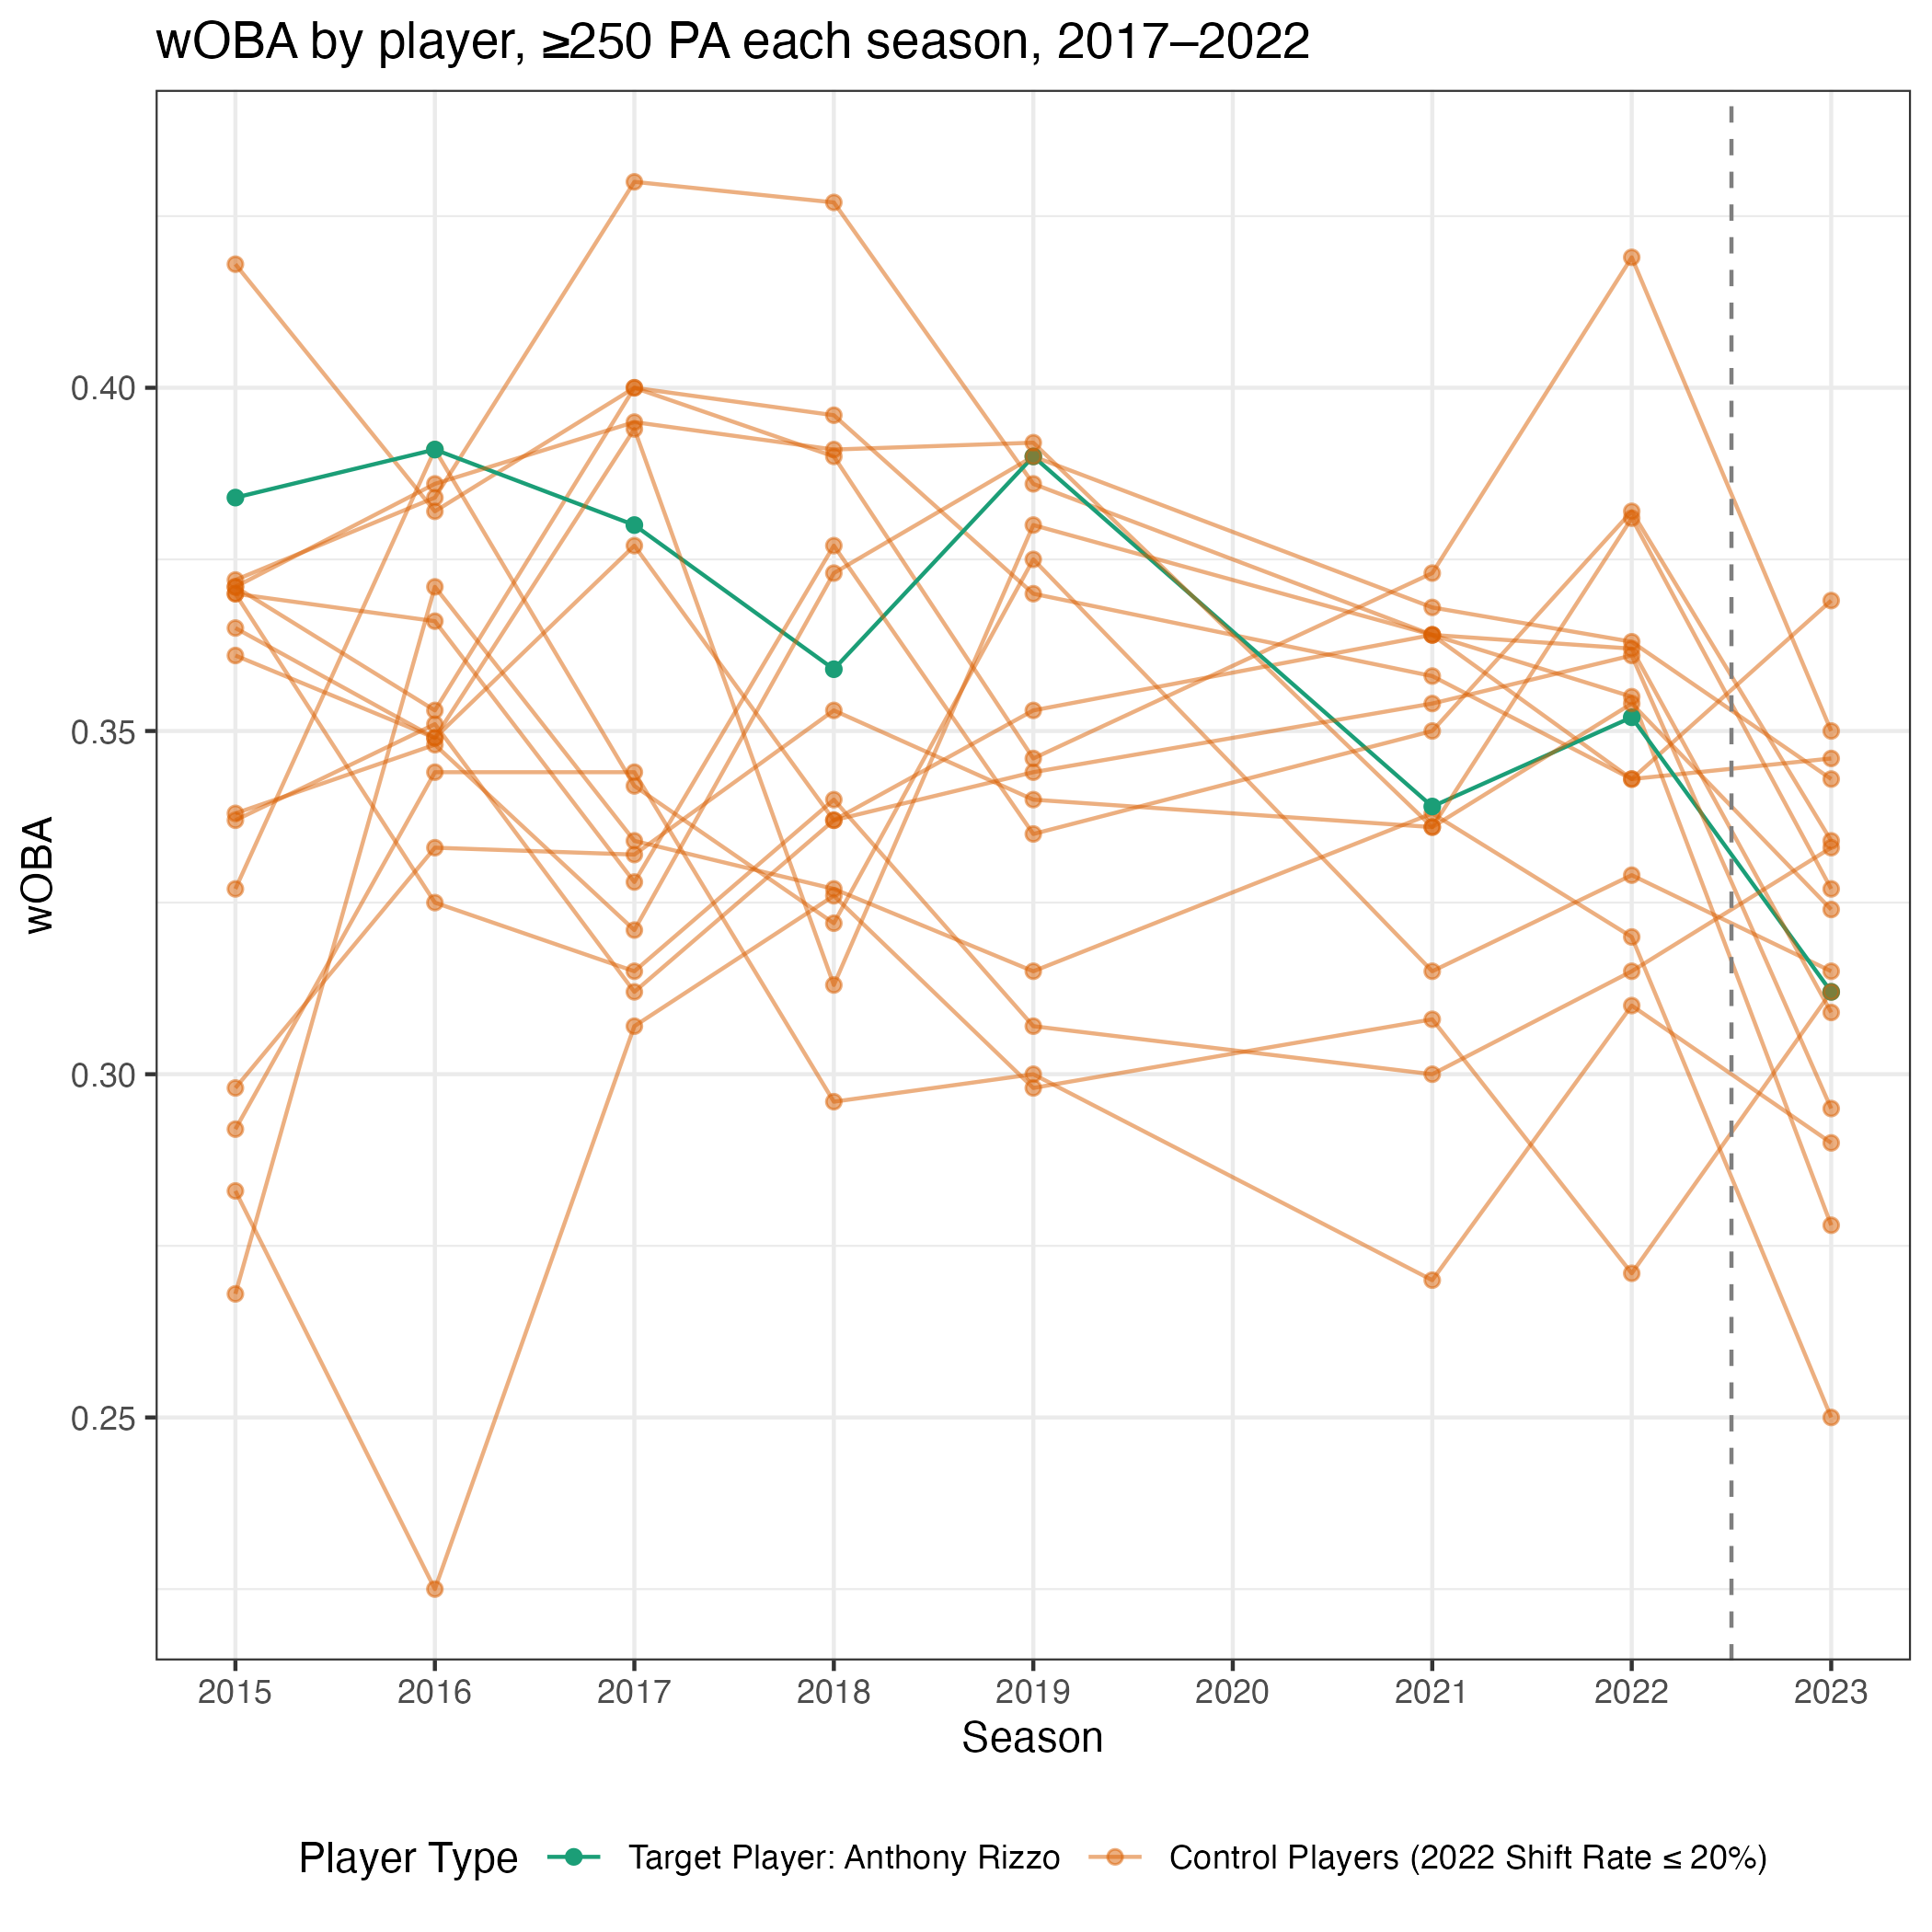 wOBA by player, ≥250 PA each season, 2017–2022
wOBA
0.40
0.35
0.30
0.25
2015 2016 2017 2018 2019 2020 2021 2022 2023
Season
Player Type Target Player: Anthony Rizzo Control Players (2022 Shift Rate ≤ 20%)